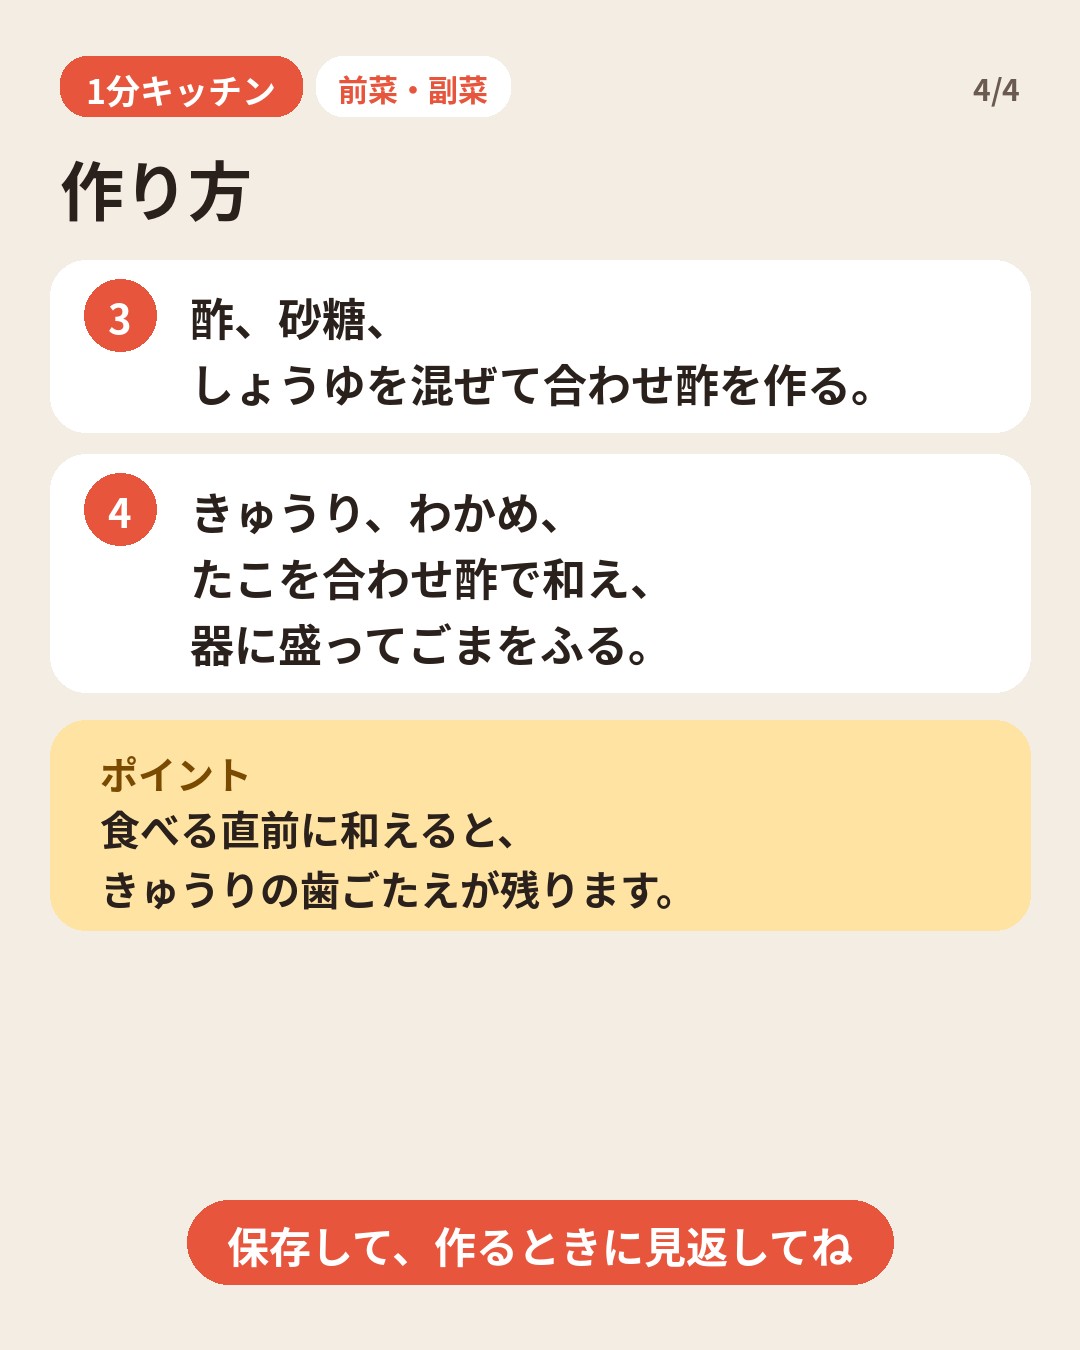 1分キッチン
前菜・副菜
4/4
作り方
3
酢、砂糖、
しょうゆを混ぜて合わせ酢を作る。
4
きゅうり、わかめ、
たこを合わせ酢で和え、
器に盛ってごまをふる。
ポイント
食べる直前に和えると、
きゅうりの歯ごたえが残ります。
保存して、作るときに見返してね